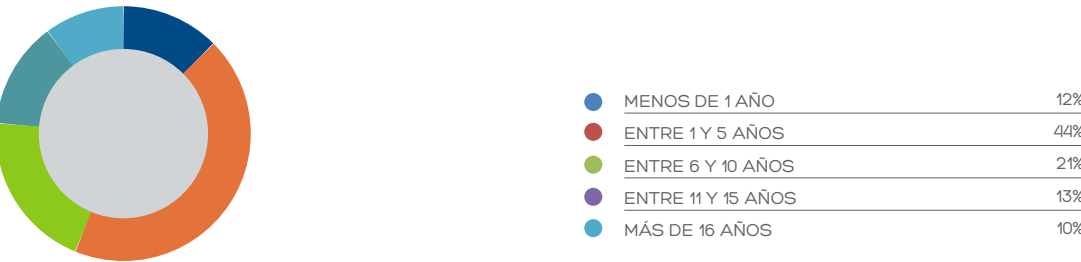 MENOS DE 1 AÑO 12%
ENTRE 1 Y 5 AÑOS 44%
ENTRE 6 Y 10 AÑOS 21%
ENTRE 11 Y 15 AÑOS 13%
MÁS DE 16 AÑOS 10%